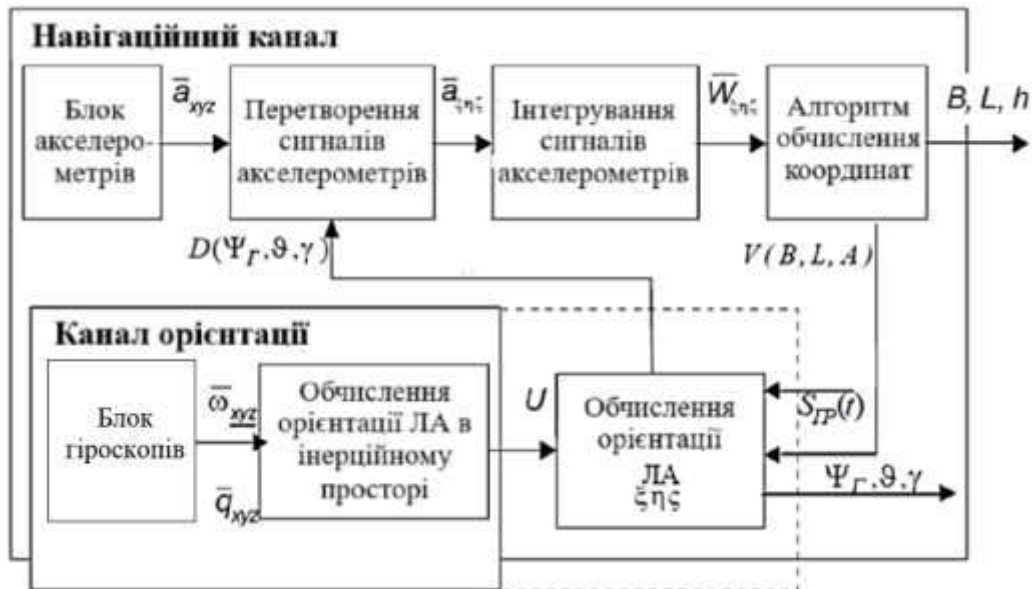 Навігаційний канал
Блок
акселеро-
метрів
a̅xyz
Перетворення
сигналів
акселерометрів
a̅ξηζ
Інтегрування
сигналів
акселерометрів
W̅ξηζ
Алгоритм
обчислення
координат
B, L, h
D(ΨГ,ϑ,γ)
V(B,L,A)
Канал орієнтації
Блок
гіроскопів
ω̅xyz
q̅xyz
Обчислення
орієнтації ЛА в
інерційному
просторі
U
Обчислення
орієнтації
ЛА
ξης
SГР(t)
ΨГ,ϑ,γ